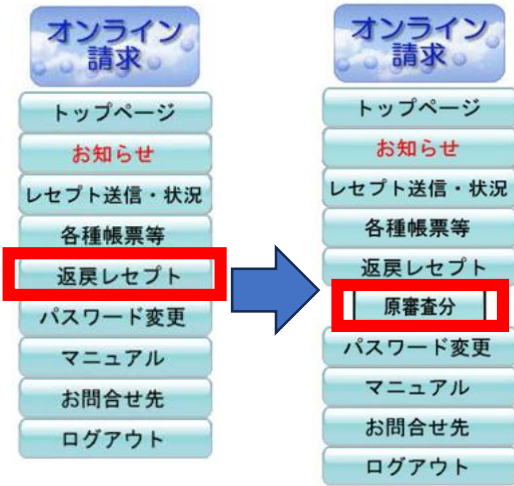 オンライン
請求
トップページ
お知らせ
レセプト送信・状況
各種帳票等
返戻レセプト
パスワード変更
マニュアル
お問合せ先
ログアウト
オンライン
請求
トップページ
お知らせ
レセプト送信・状況
各種帳票等
返戻レセプト
原審査分
パスワード変更
マニュアル
お問合せ先
ログアウト